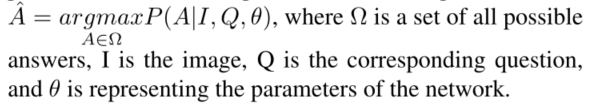 Â = argmaxP(A|I, Q, θ), where Ω is a set of all possible
A∈Ω
answers, I is the image, Q is the corresponding question,
and θ is representing the parameters of the network.